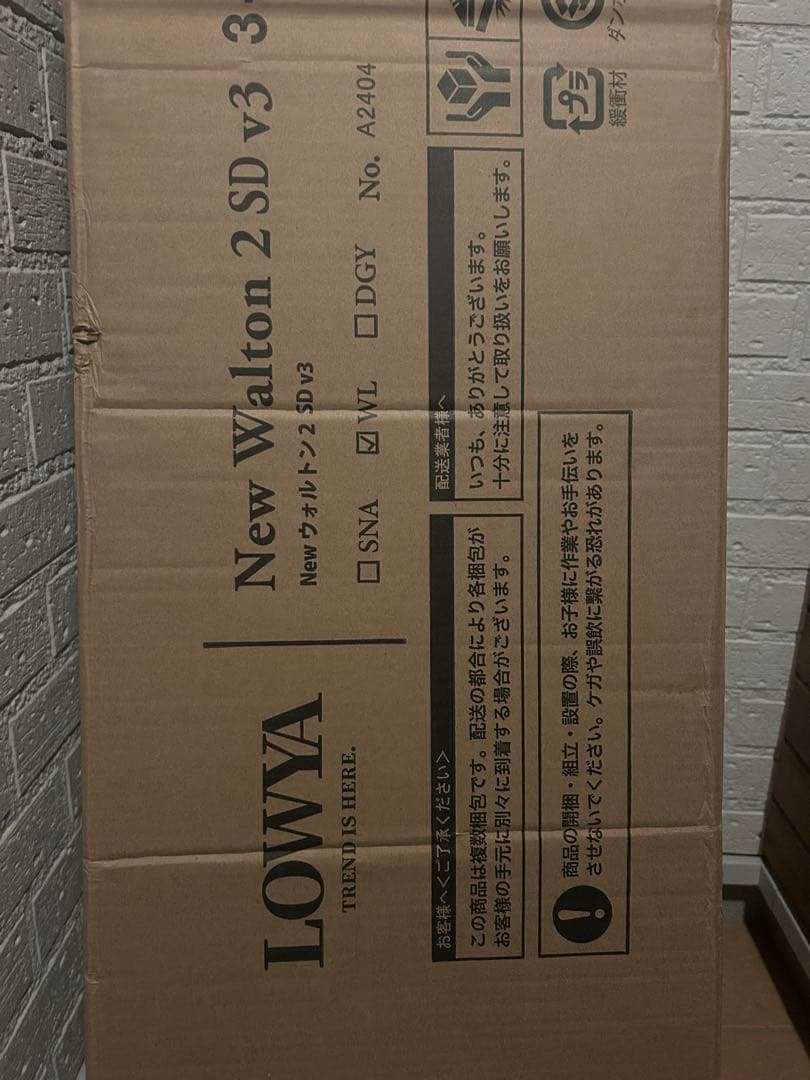 LOWYA
TREND IS HERE.
New Walton 2 SD v3 3-
New ウォルトン2 SD v3
SNA ☑WL DGY No. A2404
お客様へ<ご了承ください>
この商品は複数梱包です。配送の都合により各梱包が
お客様の手元に別々に到着する場合がございます。
配送業者様へ
いつも、ありがとうございます。
十分に注意して取り扱いをお願いします。
商品の開梱・組立・設置の際、お子様に作業やお手伝いを
させないでください。ケガや誤飲に繋がる恐れがあります。
プラ
緩衝材
ダンボ